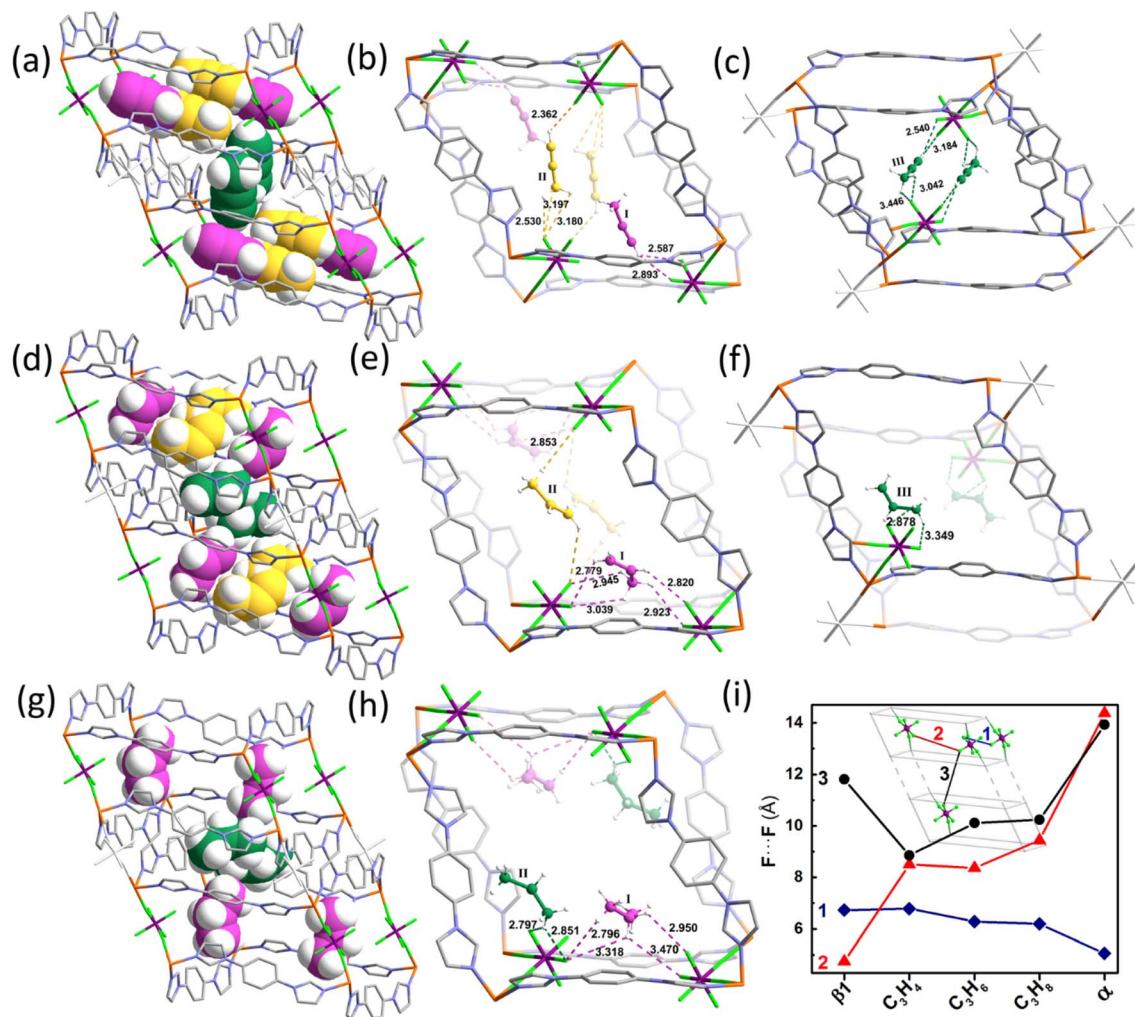 (a)
(b)
(c)
2.362
II
3.197
2.530
3.180
I
2.587
2.893
2.540
3.184
III
3.042
3.446
(d)
(e)
(f)
2.853
II
I
2.779
2.945
2.820
3.039
2.923
III
2.878
3.349
(g)
(h)
(i)
II
I
2.797
2.851
2.796
2.950
3.318
3.470
14
12
10
8
6
F···F (Å)
2
1
3
3
1
2
β1
C₃H₄
C₃H₆
C₃H₈
α